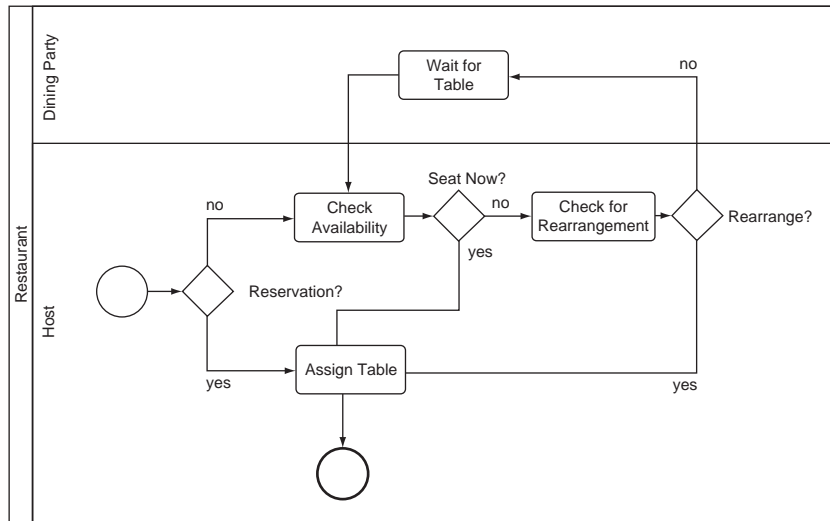 Restaurant
Dining Party
Wait for
Table
no
Host
no
Check
Availability
Seat Now?
no
yes
Check for
Rearrangement
Rearrange?
Reservation?
yes
Assign Table
yes